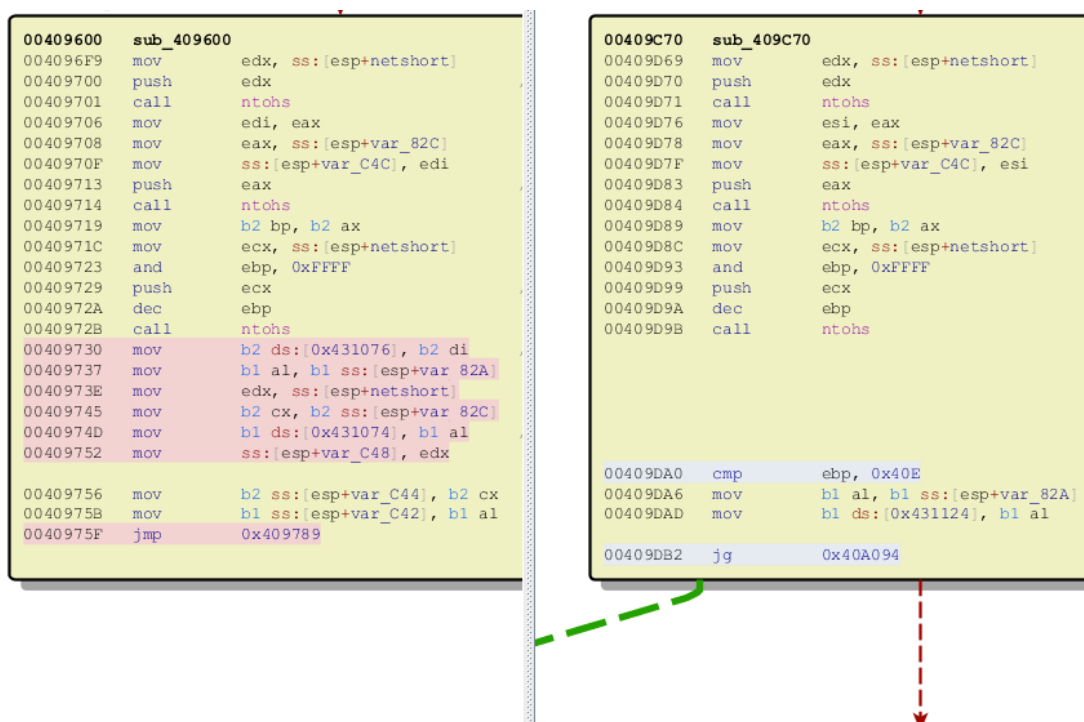 00409600 sub_409600
004096F9 mov edx, ss:[esp+netshort]
00409700 push edx
00409701 call ntohs
00409706 mov edi, eax
00409708 mov eax, ss:[esp+var_82C]
0040970F mov ss:[esp+var_C4C], edi
00409713 push eax
00409714 call ntohs
00409719 mov b2 bp, b2 ax
0040971C mov ecx, ss:[esp+netshort]
00409723 and ebp, 0xFFFF
00409729 push ecx
0040972A dec ebp
0040972B call ntohs
00409730 mov b2 ds:[0x431076], b2 di
00409737 mov b1 al, b1 ss:[esp+var_82A]
0040973E mov edx, ss:[esp+netshort]
00409745 mov b2 cx, b2 ss:[esp+var_82C]
0040974D mov b1 ds:[0x431074], b1 al
00409752 mov ss:[esp+var_C48], edx
00409756 mov b2 ss:[esp+var_C44], b2 cx
0040975B mov b1 ss:[esp+var_C42], b1 al
0040975F jmp 0x409789
00409C70 sub_409C70
00409D69 mov edx, ss:[esp+netshort]
00409D70 push edx
00409D71 call ntohs
00409D76 mov esi, eax
00409D78 mov eax, ss:[esp+var_82C]
00409D7F mov ss:[esp+var_C4C], esi
00409D83 push eax
00409D84 call ntohs
00409D89 mov b2 bp, b2 ax
00409D8C mov ecx, ss:[esp+netshort]
00409D93 and ebp, 0xFFFF
00409D99 push ecx
00409D9A dec ebp
00409D9B call ntohs
00409DA0 cmp ebp, 0x40E
00409DA6 mov b1 al, b1 ss:[esp+var_82A]
00409DAD mov b1 ds:[0x431124], b1 al
00409DB2 jg 0x40A094